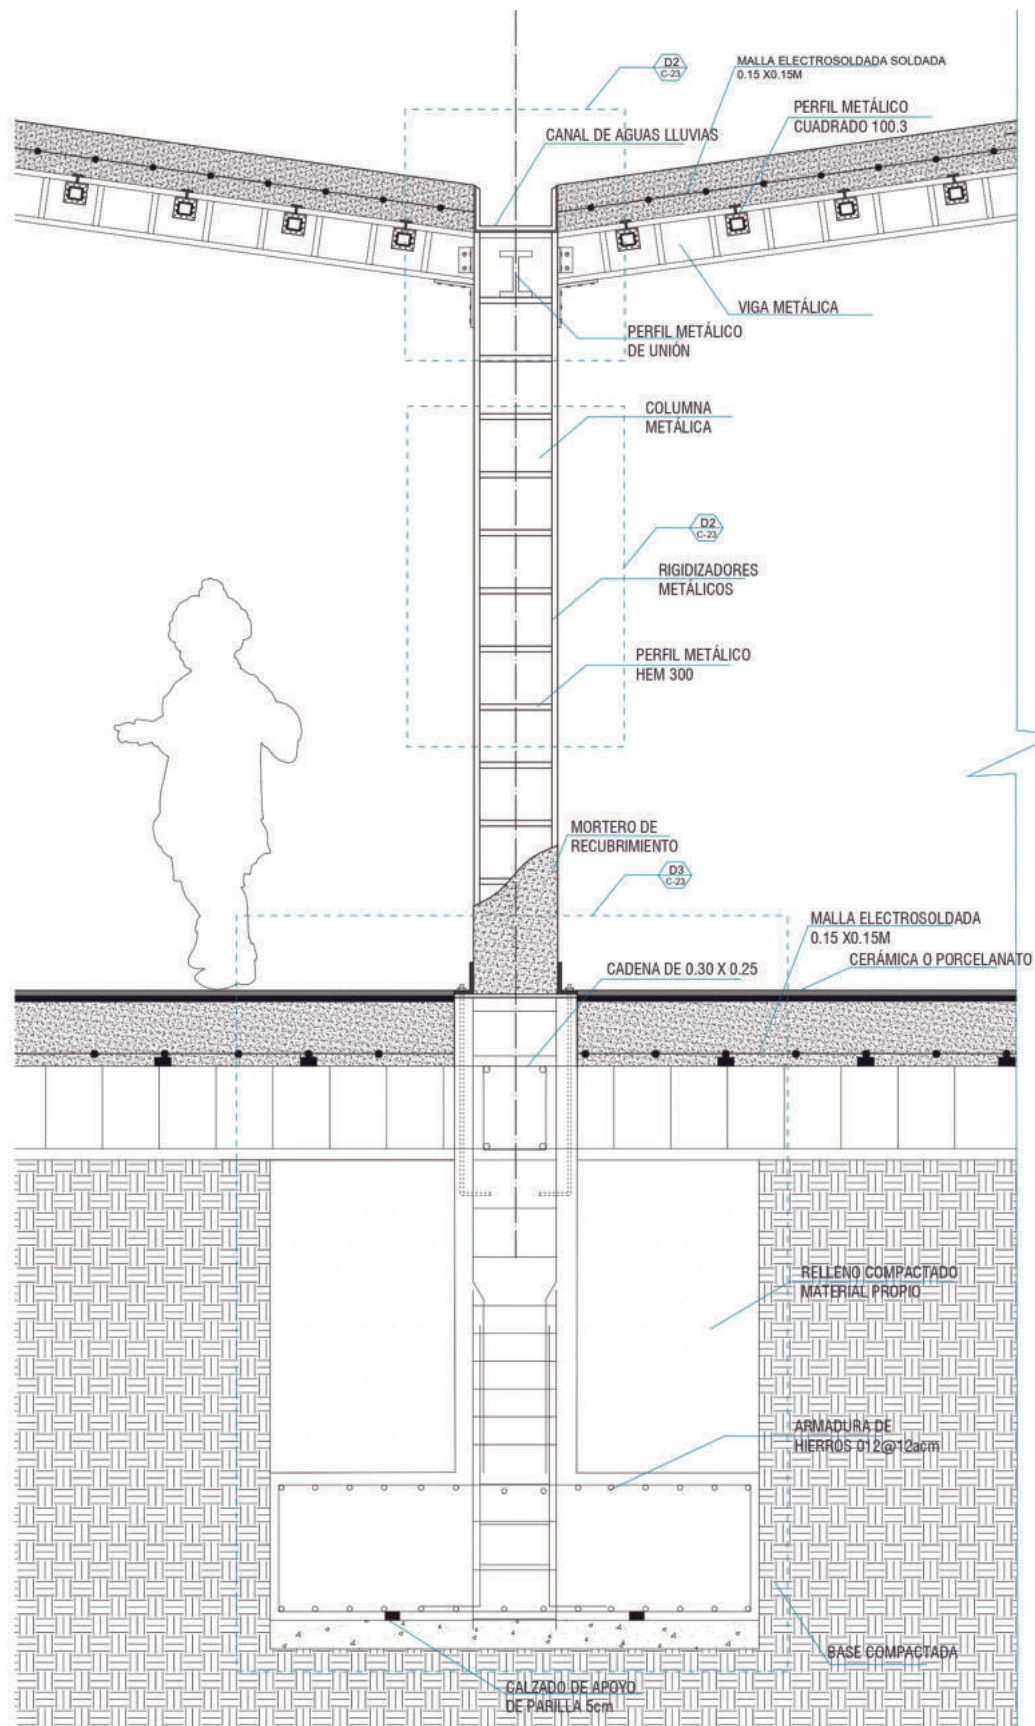 D2
C-23
MALLA ELECTROSOLDADA SOLDADA
0.15 X0.15M
PERFIL METÁLICO
CUADRADO 100.3
CANAL DE AGUAS LLUVIAS
VIGA METÁLICA
PERFIL METÁLICO
DE UNIÓN
COLUMNA
METÁLICA
D2
C-23
RIGIDIZADORES
METÁLICOS
PERFIL METÁLICO
HEM 300
MORTERO DE
RECUBRIMIENTO
D3
C-23
MALLA ELECTROSOLDADA
0.15 X0.15M
CERÁMICA O PORCELANATO
CADENA DE 0.30 X 0.25
RELLENO COMPACTADO
MATERIAL PROPIO
ARMADURA DE
HIERROS 012@12acm
BASE COMPACTADA
CALZADO DE APOYO
DE PARILLA 5cm